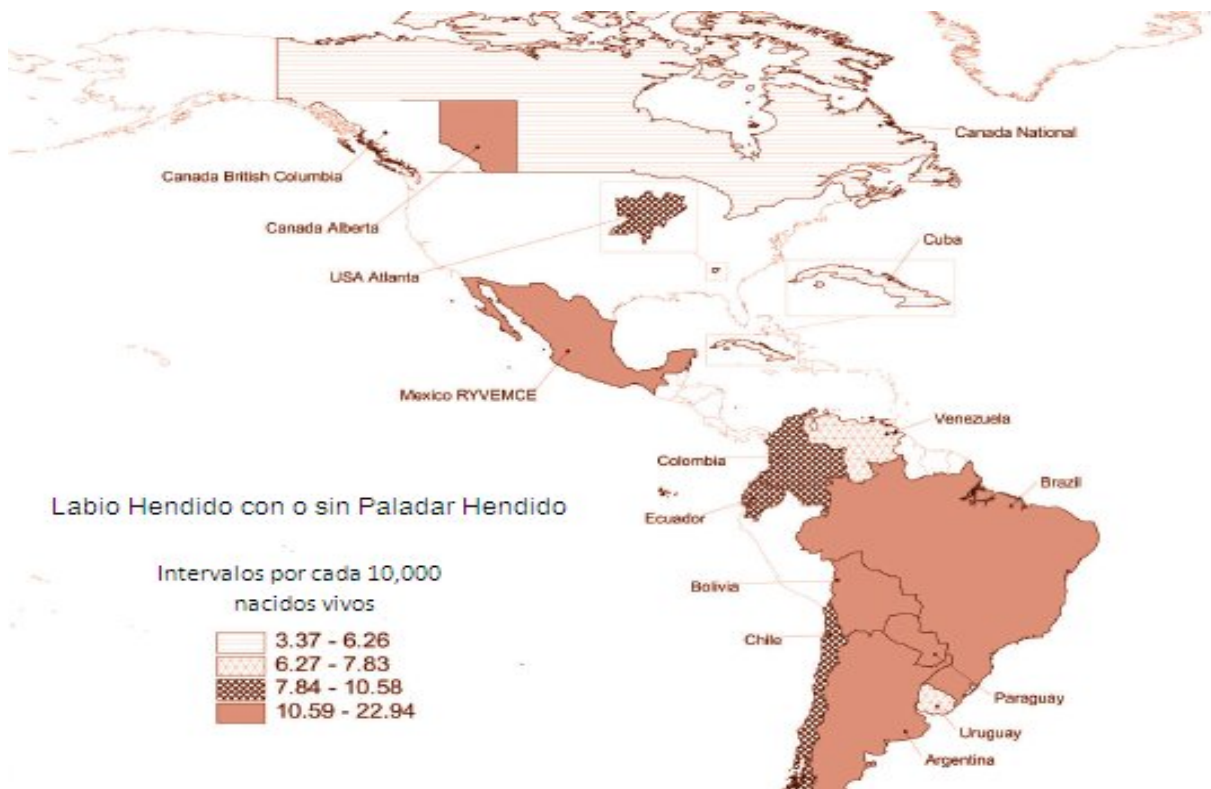 Canada National
Canada British Columbia
Canada Alberta
Cuba
USA Atlanta
Mexico RYVEMCE
Venezuela
Colombia
Brazil
Ecuador
Labio Hendido con o sin Paladar Hendido
Intervalos por cada 10,000
nacidos vivos
Bolivia
3.37 - 6.26
Chile
6.27 - 7.83
7.84 - 10.58
Paraguay
10.59 - 22.94
Uruguay
Argentina